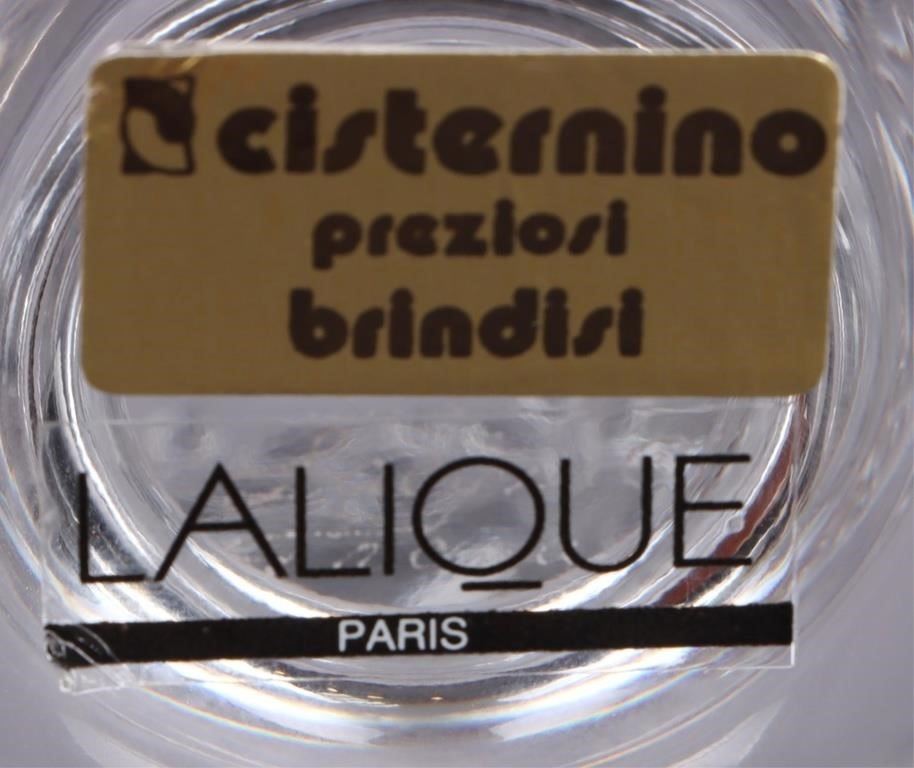 cisternino
preziosi
brindisi
LALIQUE
PARIS